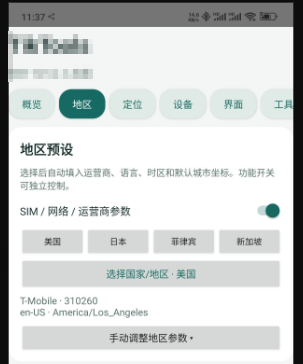 11:37
概览 地区 定位 设备 界面 工具
地区预设
选择后自动填入运营商、语言、时区和默认城市坐标。功能开关
可独立控制。
SIM / 网络 / 运营商参数
美国 日本 菲律宾 新加坡
选择国家/地区 · 美国
T-Mobile · 310260
en-US · America/Los_Angeles
手动调整地区参数 ▾